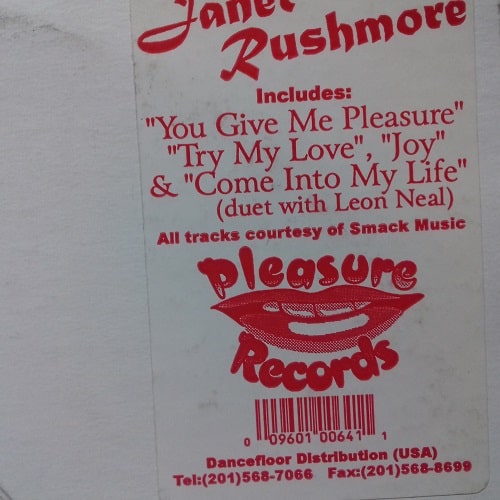 Janet
Rushmore
Includes:
"You Give Me Pleasure"
"Try My Love", "Joy"
& "Come Into My Life"
(duet with Leon Neal)
All tracks courtesy of Smack Music
Pleasure
Records
0 09601 00641 1
Dancefloor Distribution (USA)
Tel:(201)568-7066 Fax:(201)568-8699